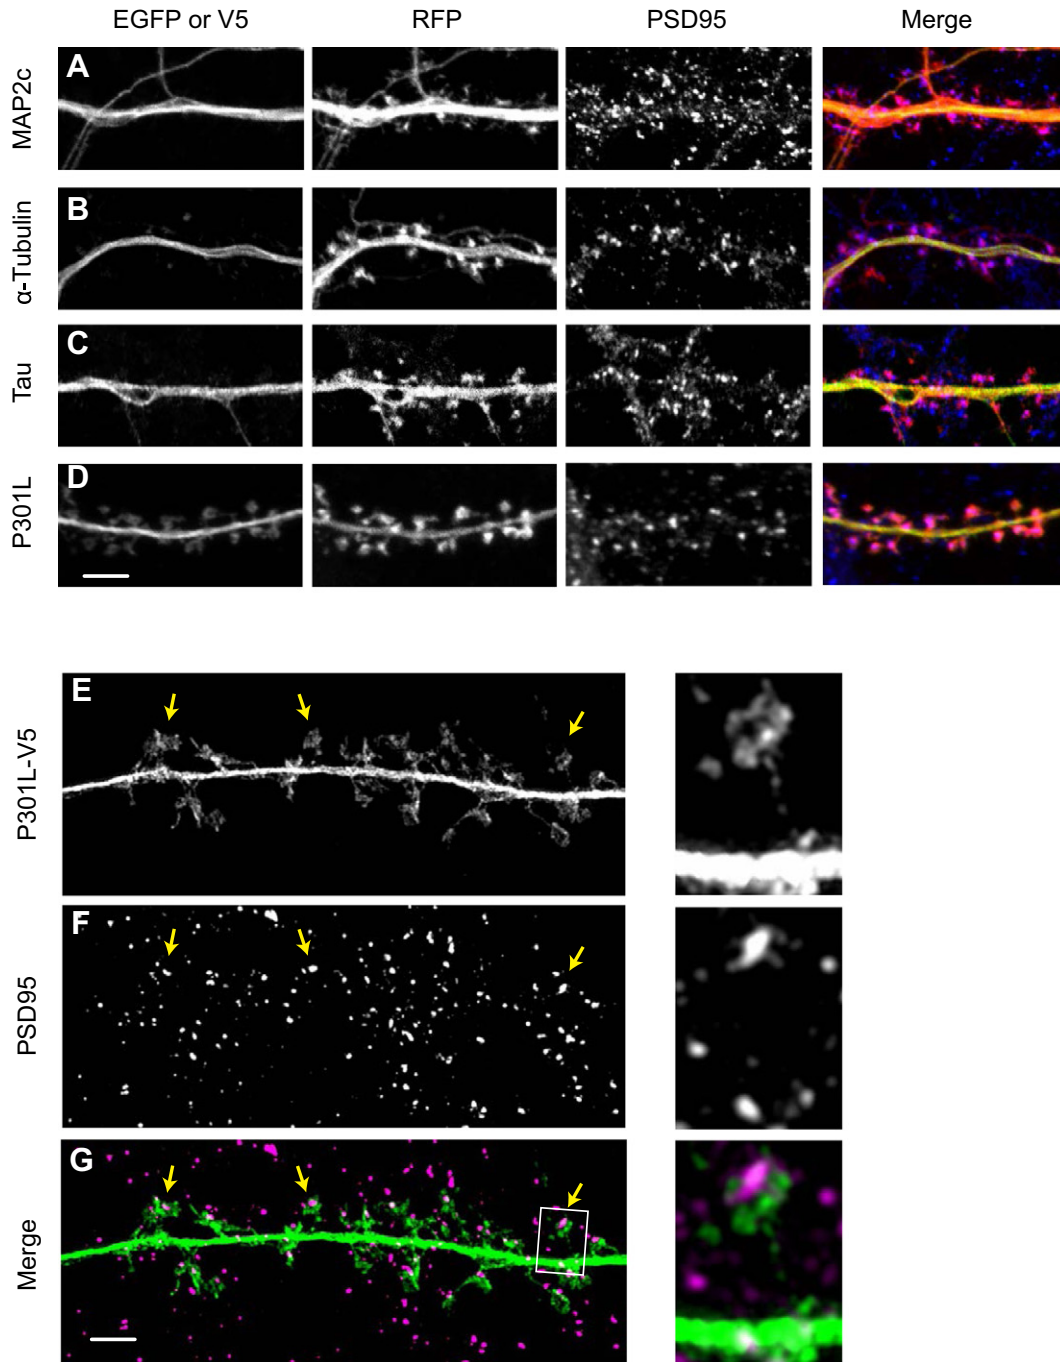 EGFP or V5
RFP
PSD95
Merge
MAP2c
A
α-Tubulin
B
Tau
C
P301L
D
P301L-V5
E
PSD95
F
Merge
G